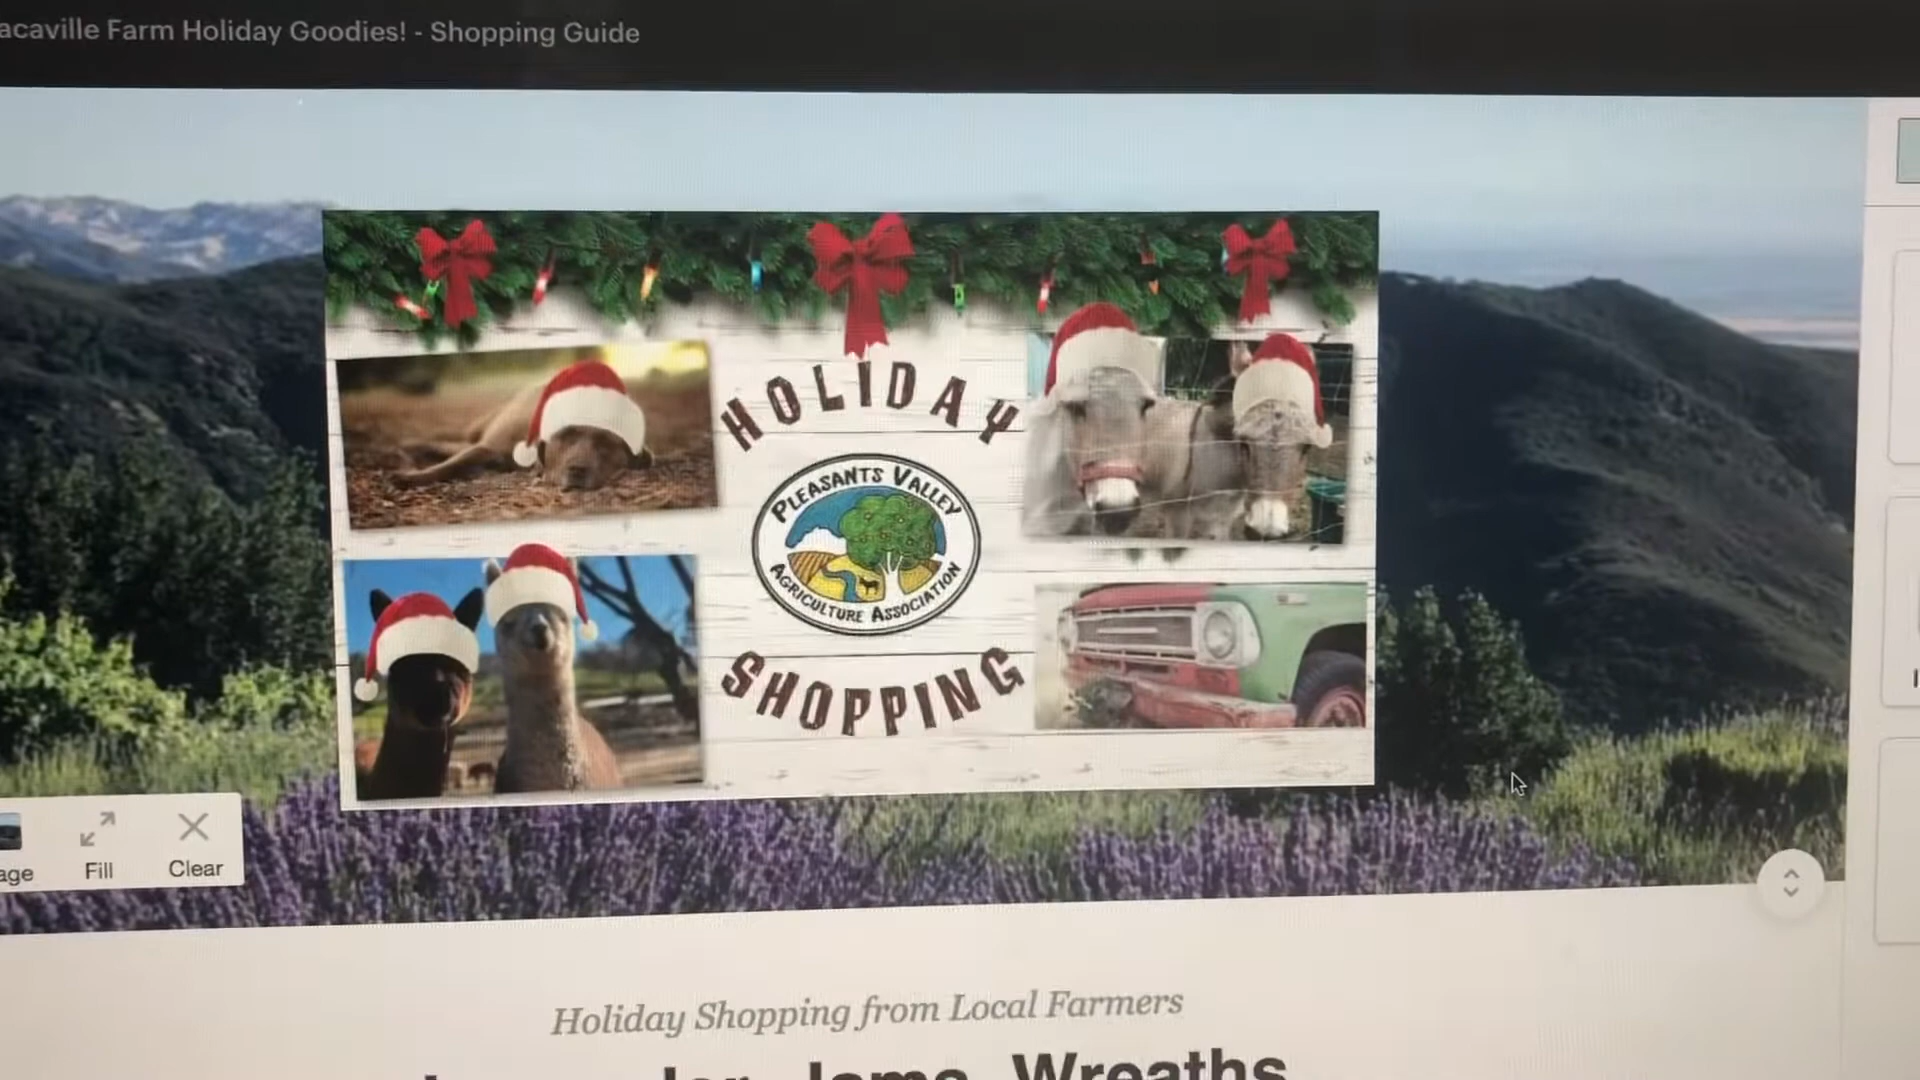 acaville Farm Holiday Goodies! - Shopping Guide
HOLIDAY
PLEASANTS VALLEY
AGRICULTURE ASSOCIATION
SHOPPING
age Fill Clear
Holiday Shopping from Local Farmers
Jams, Wreaths